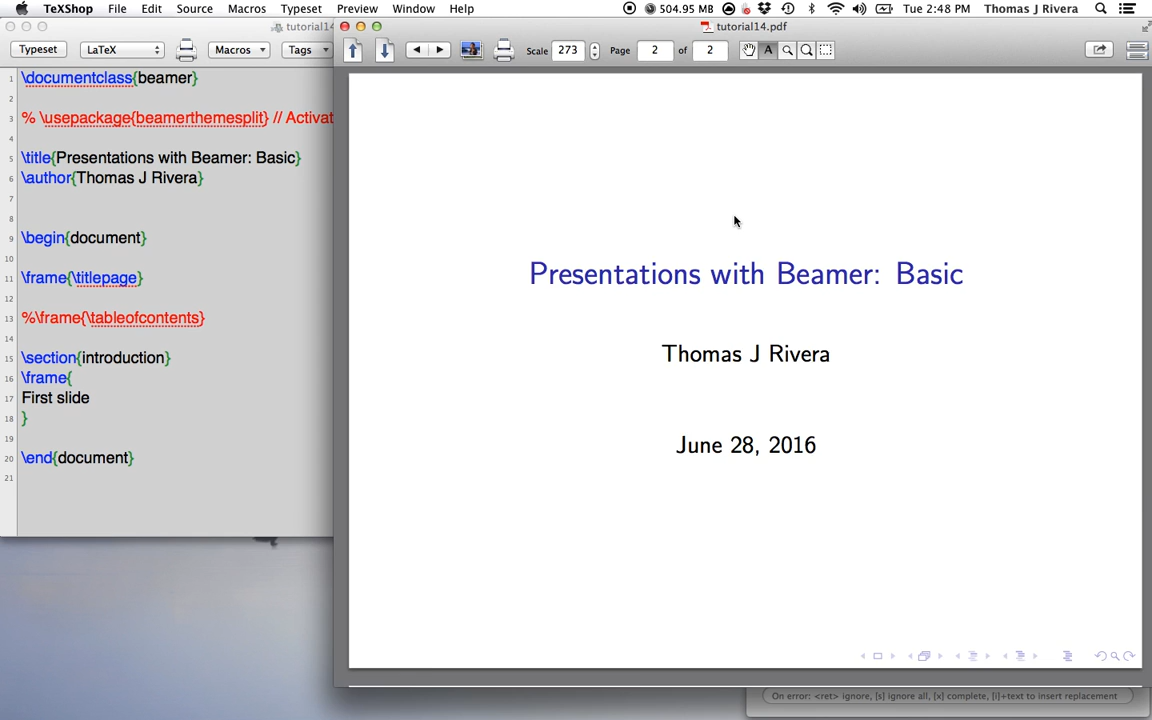 TeXShop File Edit Source Macros Typeset Preview Window Help 504.95 MB Tue 2:48 PM Thomas J Rivera
tutorial14
Typeset LaTeX Macros Tags
1 \documentclass{beamer}
2
3 % \usepackage{beamerthemesplit} // Activat
4
5 \title{Presentations with Beamer: Basic}
6 \author{Thomas J Rivera}
7
8
9 \begin{document}
10
11 \frame{\titlepage}
12
13 %\frame{\tableofcontents}
14
15 \section{introduction}
16 \frame{
17 First slide
18 }
19
20 \end{document}
21
tutorial14.pdf
Scale 273 Page 2 of 2 A
Presentations with Beamer: Basic
Thomas J Rivera
June 28, 2016
On error: <ret> ignore, [s] ignore all, [x] complete, [i]+text to insert replacement